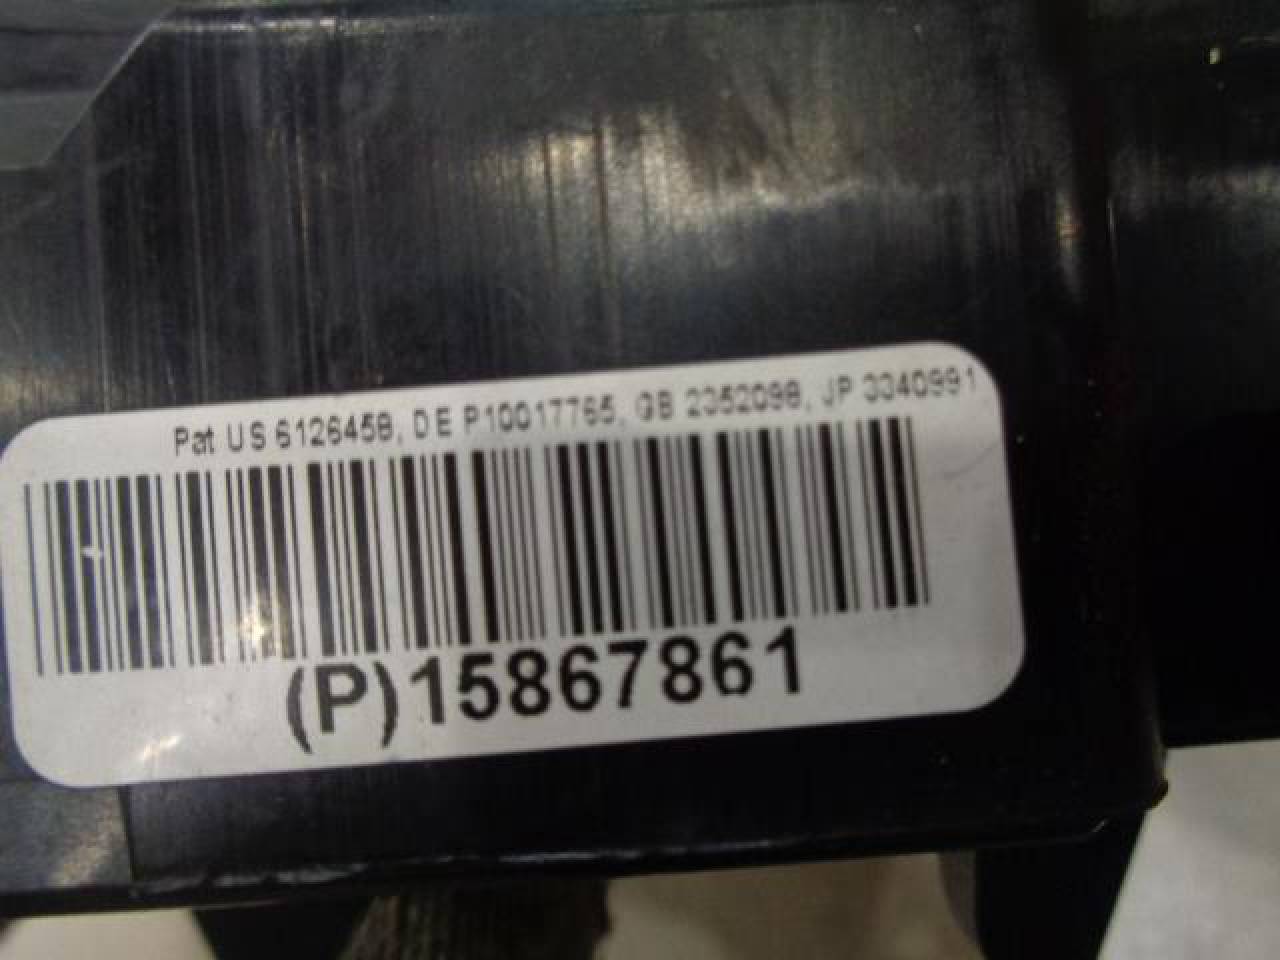 Pat US 6126458, DE P10017765, GB 2352098, JP 3340991
(P)15867861